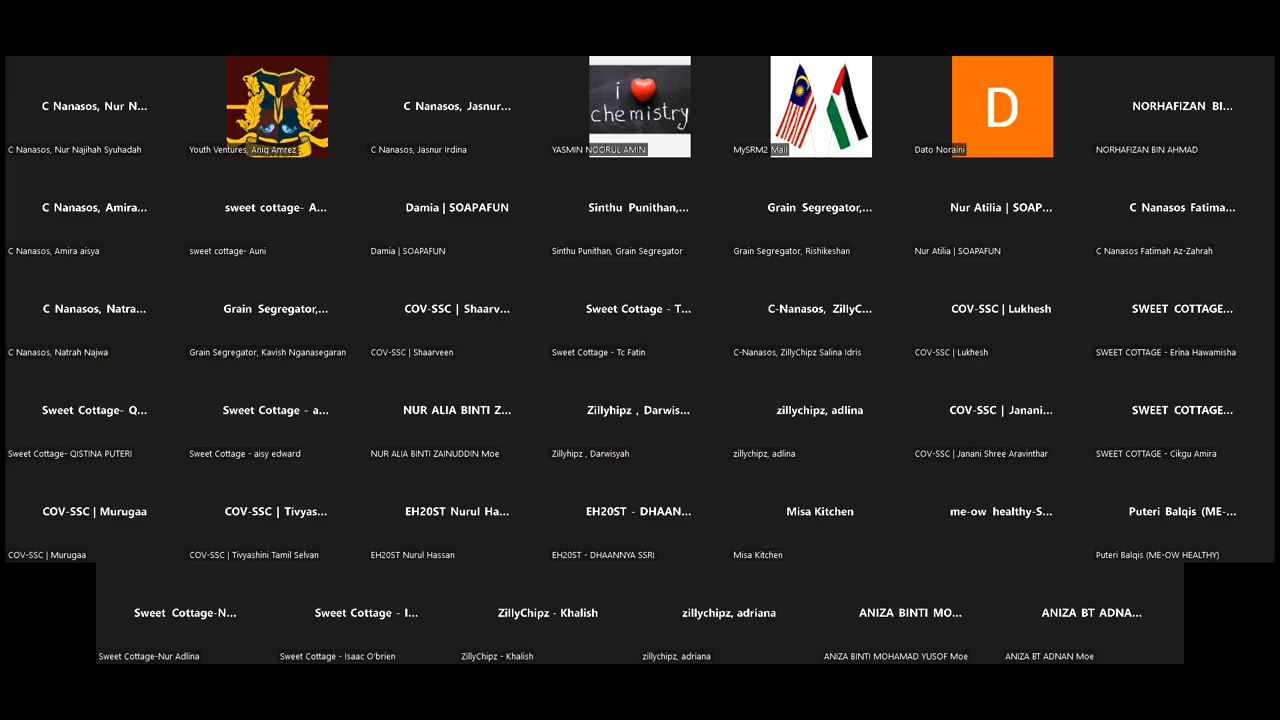 C Nanasos, Nur N...
C Nanasos, Nur Najihah Syuhadah
Youth Ventures, Aniq Amrez
C Nanasos, Jasnur...
C Nanasos, Jasnur Irdina
i
chemistry
YASMIN NOORUL AMIN
MySRM2 Mall
D
Dato Noraini
NORHAFIZAN BI...
NORHAFIZAN BIN AHMAD
C Nanasos, Amira...
C Nanasos, Amira aisya
sweet cottage- A...
sweet cottage- Auni
Damia | SOAPAFUN
Damia | SOAPAFUN
Sinthu Punithan,...
Sinthu Punithan, Grain Segregator
Grain Segregator,...
Grain Segregator, Rishikeshan
Nur Atilia | SOAP...
Nur Atilia | SOAPAFUN
C Nanasos Fatima...
C Nanasos Fatimah Az-Zahrah
C Nanasos, Natra...
C Nanasos, Natrah Najwa
Grain Segregator,...
Grain Segregator, Kavish Nganasegaran
COV-SSC | Shaarv...
COV-SSC | Shaarveen
Sweet Cottage - T...
Sweet Cottage - Tc Fatin
C-Nanasos, ZillyC...
C-Nanasos, ZillyChipz Salina Idris
COV-SSC | Lukhesh
COV-SSC | Lukhesh
SWEET COTTAGE...
SWEET COTTAGE - Erina Hawamisha
Sweet Cottage- Q...
Sweet Cottage- QISTINA PUTERI
Sweet Cottage - a...
Sweet Cottage - aisy edward
NUR ALIA BINTI Z...
NUR ALIA BINTI ZAINUDDIN Moe
Zillyhipz , Darwis...
Zillyhipz , Darwisyah
zillychipz, adlina
zillychipz, adlina
COV-SSC | Janani...
COV-SSC | Janani Shree Aravinthar
SWEET COTTAGE...
SWEET COTTAGE - Cikgu Amira
COV-SSC | Murugaa
COV-SSC | Murugaa
COV-SSC | Tivyas...
COV-SSC | Tivyashini Tamil Selvan
EH20ST Nurul Ha...
EH20ST Nurul Hassan
EH20ST - DHAAN...
EH20ST - DHAANNYA SSRI
Misa Kitchen
Misa Kitchen
me-ow healthy-S...
Puteri Balqis (ME-...
Puteri Balqis (ME-OW HEALTHY)
Sweet Cottage-N...
Sweet Cottage-Nur Adlina
Sweet Cottage - I...
Sweet Cottage - Isaac O'brien
ZillyChipz - Khalish
ZillyChipz - Khalish
zillychipz, adriana
zillychipz, adriana
ANIZA BINTI MO...
ANIZA BINTI MOHAMAD YUSOF Moe
ANIZA BT ADNA...
ANIZA BT ADNAN Moe